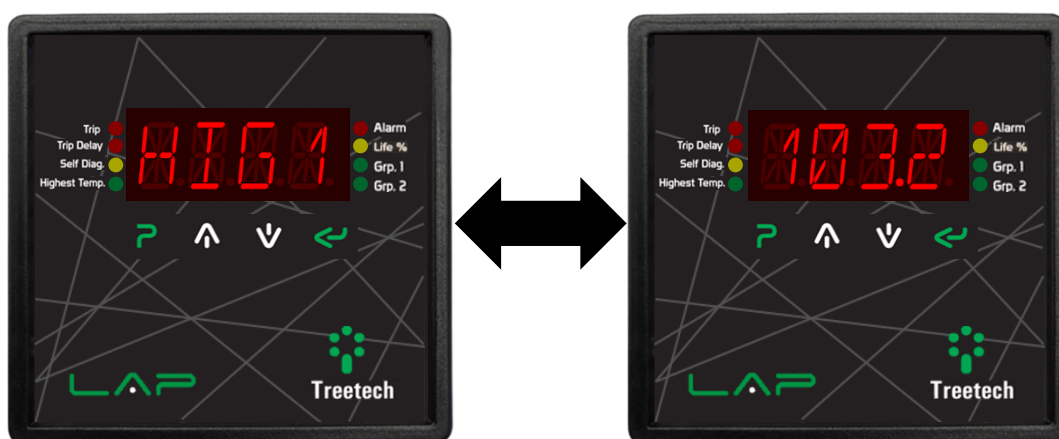 Trip
Trip Delay
Self Diag.
Highest Temp.
HIG1
Alarm
Life %
Grp. 1
Grp. 2
LAP
Treetech
Trip
Trip Delay
Self Diag.
Highest Temp.
103.2
Alarm
Life %
Grp. 1
Grp. 2
LAP
Treetech